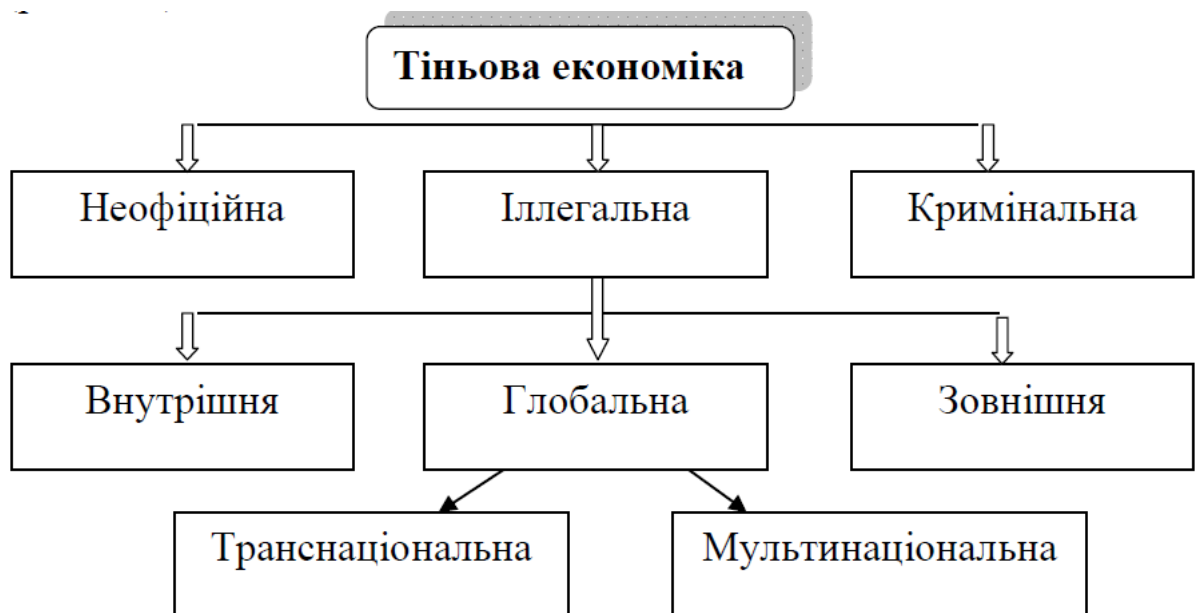 Тіньова економіка
Неофіційна
Іллегальна
Кримінальна
Внутрішня
Глобальна
Зовнішня
Транснаціональна
Мультинаціональна